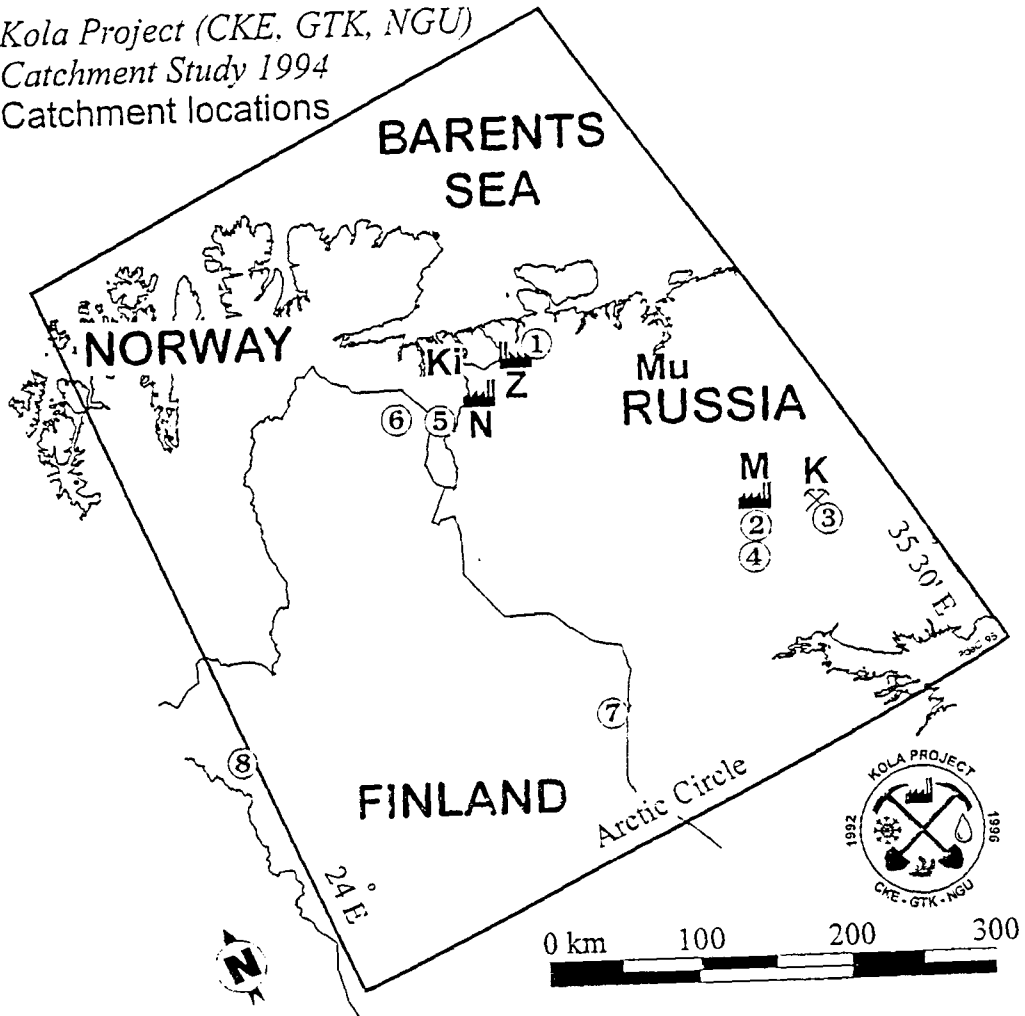 Kola Project (CKE, GTK, NGU)
Catchment Study 1994
Catchment locations
BARENTS
SEA
NORWAY
Ki
1
Z
Mu
RUSSIA
6
5
N
M
K
2
3
4
35 30' E
7
8
FINLAND
Arctic Circle
24° E
N
KOLA PROJECT
1992
1996
CKE - GTK - NGU
0 km 100 200 300